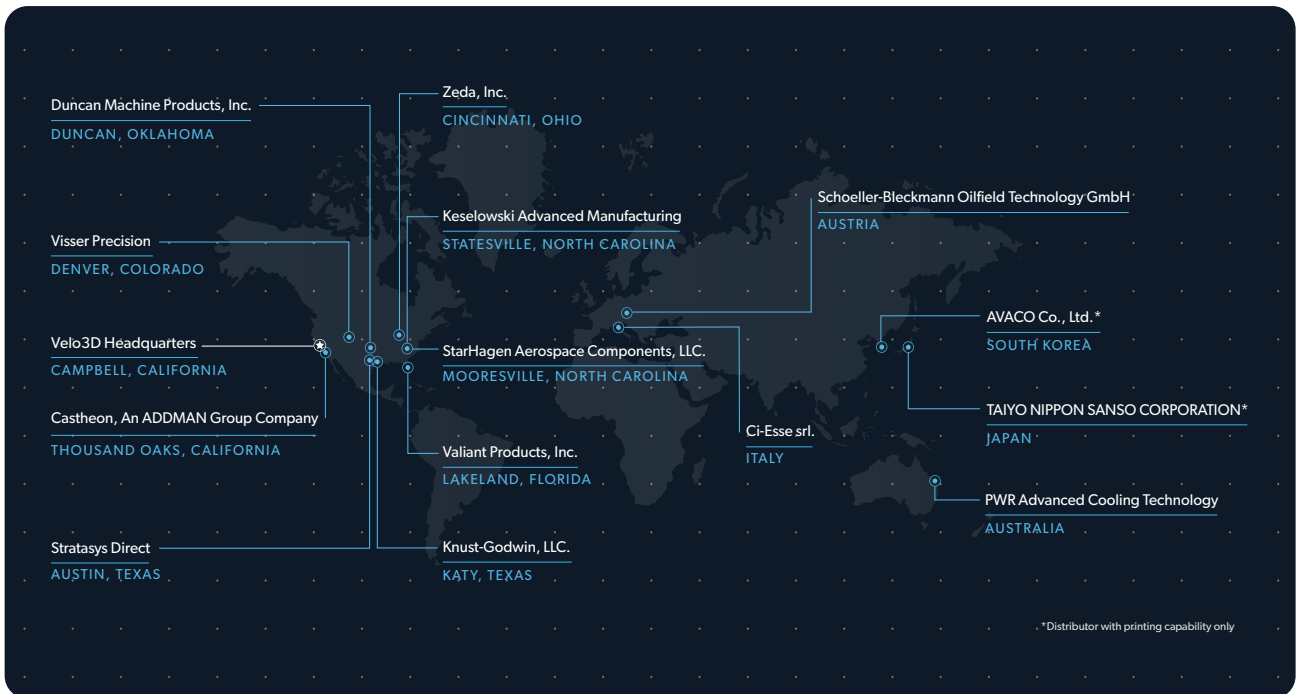 Duncan Machine Products, Inc.
DUNCAN, OKLAHOMA
Visser Precision
DENVER, COLORADO
Velo3D Headquarters
CAMPBELL, CALIFORNIA
Castheon, An ADDMAN Group Company
THOUSAND OAKS, CALIFORNIA
Stratasys Direct
AUSTIN, TEXAS
Zeda, Inc.
CINCINNATI, OHIO
Keselowski Advanced Manufacturing
STATESVILLE, NORTH CAROLINA
StarHagen Aerospace Components, LLC.
MOORESVILLE, NORTH CAROLINA
Valiant Products, Inc.
LAKELAND, FLORIDA
Knust-Godwin, LLC.
KATY, TEXAS
Schoeller-Bleckmann Oilfield Technology GmbH
AUSTRIA
Ci-Esse srl.
ITALY
AVACO Co., Ltd.*
SOUTH KOREA
TAIYO NIPPON SANSO CORPORATION*
JAPAN
PWR Advanced Cooling Technology
AUSTRALIA
*Distributor with printing capability only